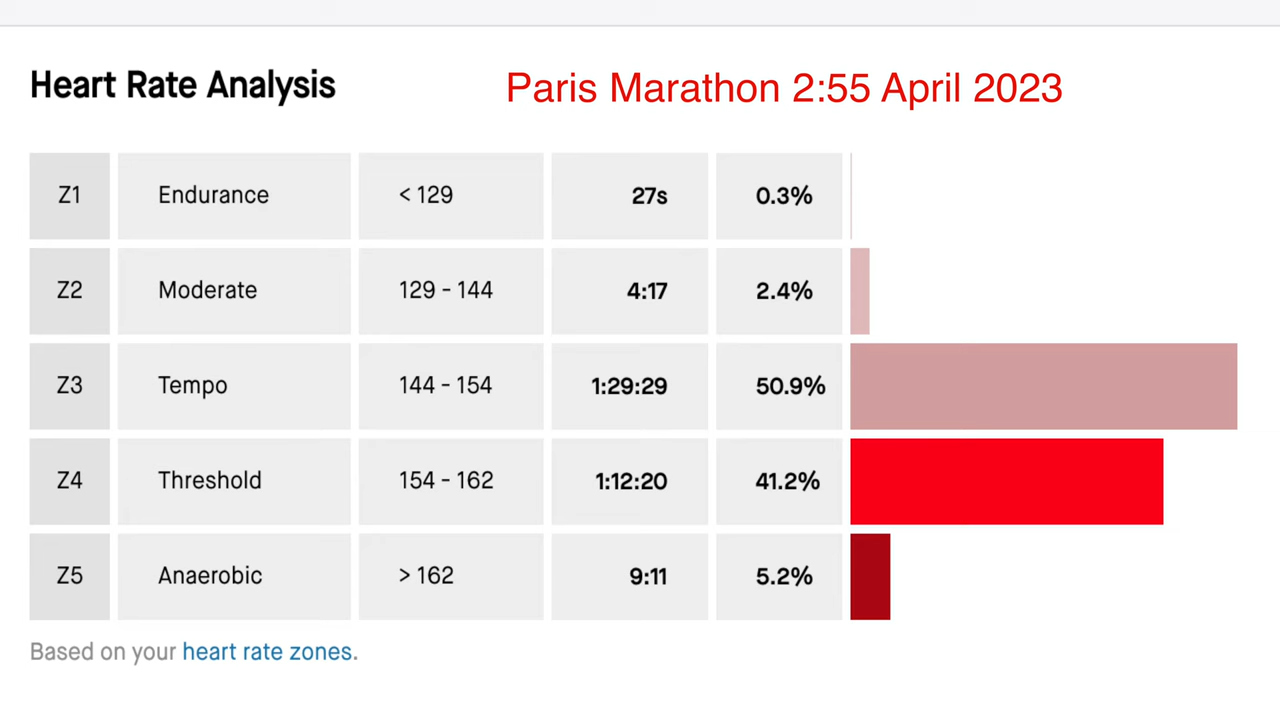 Heart Rate Analysis Paris Marathon 2:55 April 2023
Z1 Endurance < 129 27s 0.3%
Z2 Moderate 129 - 144 4:17 2.4%
Z3 Tempo 144 - 154 1:29:29 50.9%
Z4 Threshold 154 - 162 1:12:20 41.2%
Z5 Anaerobic > 162 9:11 5.2%
Based on your heart rate zones.